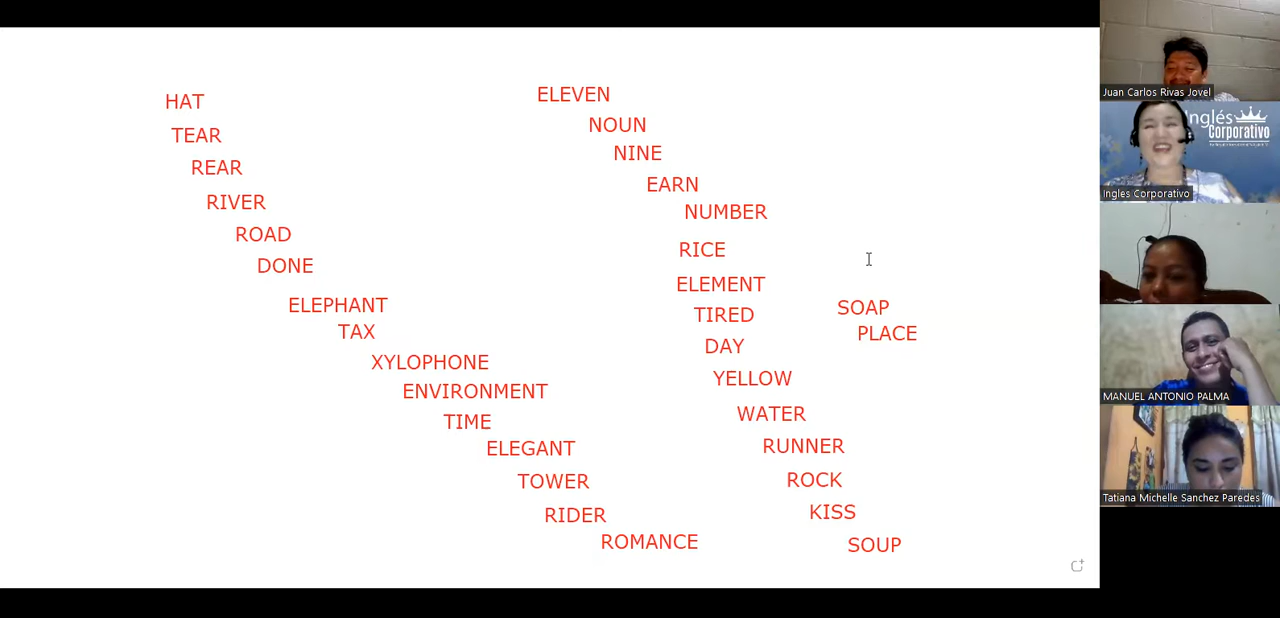 HAT
TEAR
REAR
RIVER
ROAD
DONE
ELEPHANT
TAX
XYLOPHONE
ENVIRONMENT
TIME
ELEGANT
TOWER
RIDER
ROMANCE
ELEVEN
NOUN
NINE
EARN
NUMBER
RICE
ELEMENT
TIRED
DAY
YELLOW
WATER
RUNNER
ROCK
KISS
SOUP
SOAP
PLACE
Juan Carlos Rivas Jovel
Inglés
Corporativo
Ingles Corporativo
MANUEL ANTONIO PALMA
Tatiana Michelle Sanchez Paredes